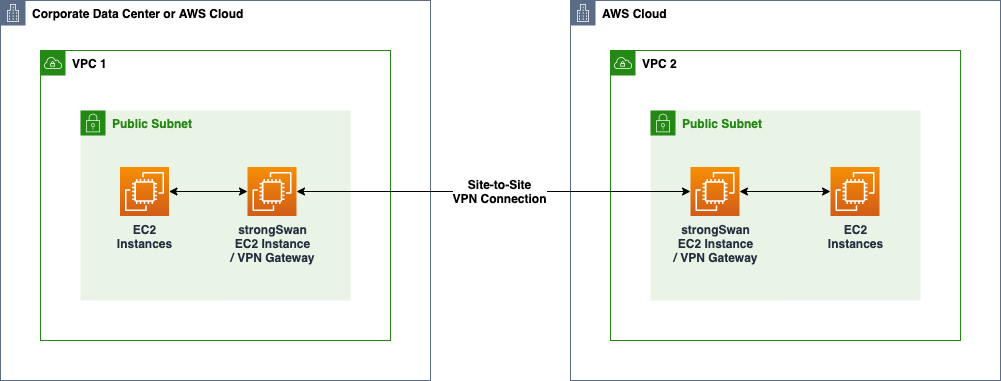 Corporate Data Center or AWS Cloud
VPC 1
Public Subnet
EC2
Instances
strongSwan
EC2 Instance
/ VPN Gateway
Site-to-Site
VPN Connection
AWS Cloud
VPC 2
Public Subnet
strongSwan
EC2 Instance
/ VPN Gateway
EC2
Instances